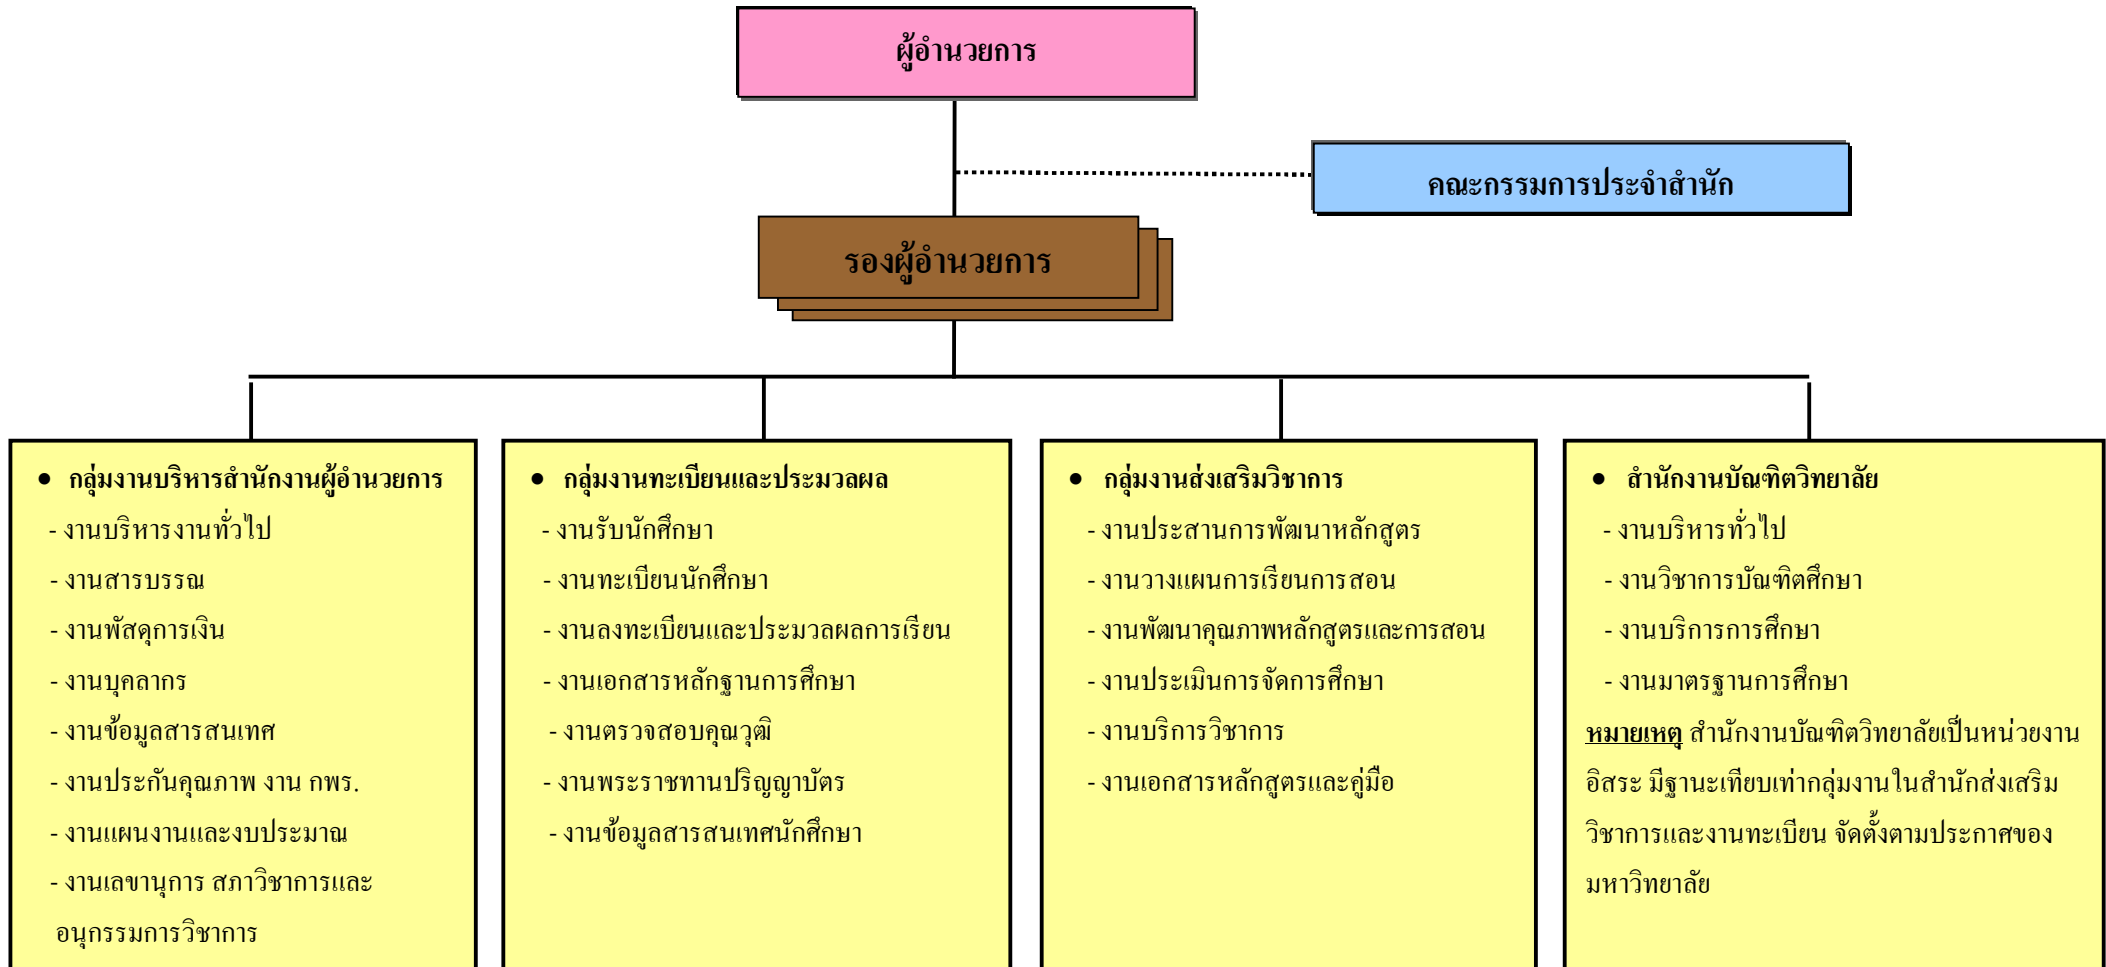 ผู้อำนวยการ
คณะกรรมการประจำสำนัก
รองผู้อำนวยการ
• กลุ่มงานบริหารสำนักงานผู้อำนวยการ
- งานบริหารงานทั่วไป
- งานสารบรรณ
- งานพัสดุการเงิน
- งานบุคลากร
- งานข้อมูลสารสนเทศ
- งานประกันคุณภาพ งาน กพร.
- งานแผนงานและงบประมาณ
- งานเลขานุการ สภาวิชาการและ
อนุกรรมการวิชาการ
• กลุ่มงานทะเบียนและประมวลผล
- งานรับนักศึกษา
- งานทะเบียนนักศึกษา
- งานลงทะเบียนและประมวลผลการเรียน
- งานเอกสารหลักฐานการศึกษา
- งานตรวจสอบคุณวุฒิ
- งานพระราชทานปริญญาบัตร
- งานข้อมูลสารสนเทศนักศึกษา
• กลุ่มงานส่งเสริมวิชาการ
- งานประสานการพัฒนาหลักสูตร
- งานวางแผนการเรียนการสอน
- งานพัฒนาคุณภาพหลักสูตรและการสอน
- งานประเมินการจัดการศึกษา
- งานบริการวิชาการ
- งานเอกสารหลักสูตรและคู่มือ
• สำนักงานบัณฑิตวิทยาลัย
- งานบริหารทั่วไป
- งานวิชาการบัณฑิตศึกษา
- งานบริการการศึกษา
- งานมาตรฐานการศึกษา
หมายเหตุ สำนักงานบัณฑิตวิทยาลัยเป็นหน่วยงาน
อิสระ มีฐานะเทียบเท่ากลุ่มงานในสำนักส่งเสริม
วิชาการและงานทะเบียน จัดตั้งตามประกาศของ
มหาวิทยาลัย